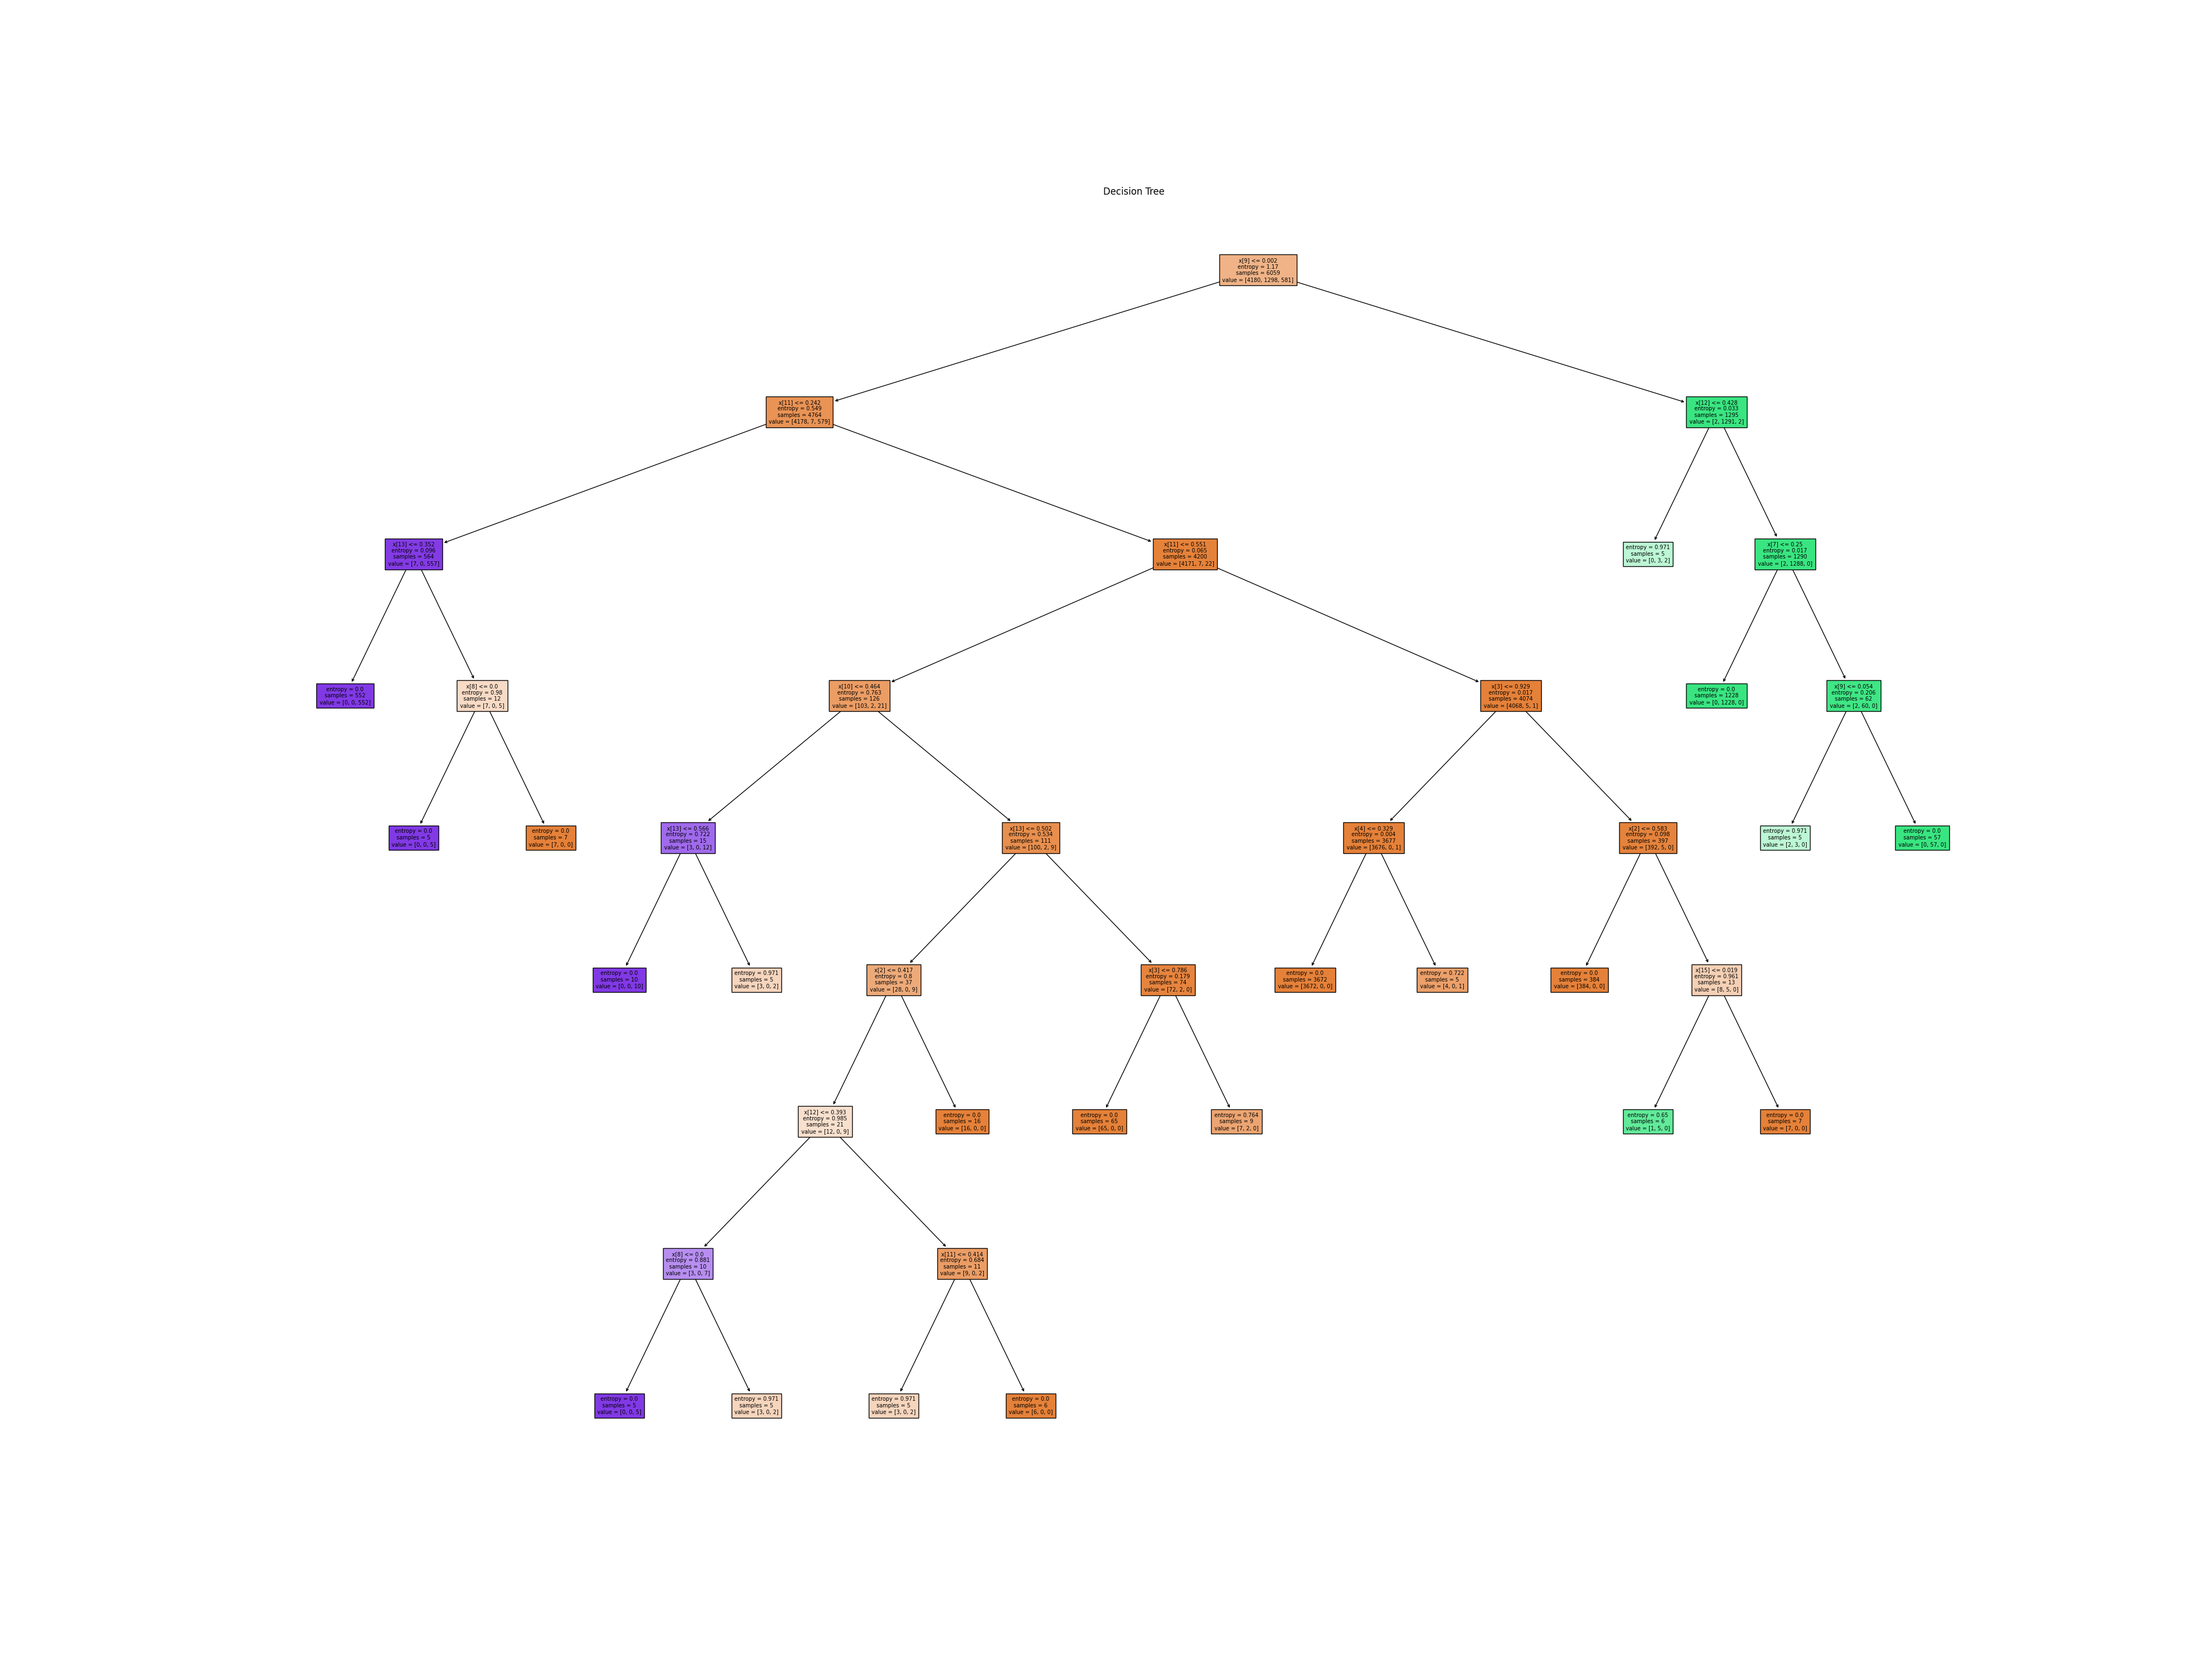 Decision Tree
x[9] <= 0.002
entropy = 1.17
samples = 6059
value = [4180, 1298, 581]
x[11] <= 0.242
entropy = 0.549
samples = 4764
value = [4178, 7, 579]
x[12] <= 0.428
entropy = 0.033
samples = 1295
value = [2, 1291, 2]
x[13] <= 0.352
entropy = 0.096
samples = 564
value = [7, 0, 557]
x[11] <= 0.551
entropy = 0.065
samples = 4200
value = [4171, 7, 22]
entropy = 0.971
samples = 5
value = [0, 3, 2]
x[7] <= 0.25
entropy = 0.017
samples = 1290
value = [2, 1288, 0]
entropy = 0.0
samples = 552
value = [0, 0, 552]
x[8] <= 0.0
entropy = 0.98
samples = 12
value = [7, 0, 5]
x[10] <= 0.464
entropy = 0.763
samples = 126
value = [103, 2, 21]
x[3] <= 0.929
entropy = 0.017
samples = 4074
value = [4068, 5, 1]
entropy = 0.0
samples = 1228
value = [0, 1228, 0]
x[9] <= 0.054
entropy = 0.206
samples = 62
value = [2, 60, 0]
entropy = 0.0
samples = 5
value = [0, 0, 5]
entropy = 0.0
samples = 7
value = [7, 0, 0]
x[13] <= 0.566
entropy = 0.722
samples = 15
value = [3, 0, 12]
x[13] <= 0.502
entropy = 0.534
samples = 111
value = [100, 2, 9]
x[4] <= 0.329
entropy = 0.004
samples = 3677
value = [3676, 0, 1]
x[2] <= 0.583
entropy = 0.098
samples = 397
value = [392, 5, 0]
entropy = 0.971
samples = 5
value = [2, 3, 0]
entropy = 0.0
samples = 57
value = [0, 57, 0]
entropy = 0.0
samples = 10
value = [0, 0, 10]
entropy = 0.971
samples = 5
value = [3, 0, 2]
x[2] <= 0.417
entropy = 0.8
samples = 37
value = [28, 0, 9]
x[3] <= 0.786
entropy = 0.179
samples = 74
value = [72, 2, 0]
entropy = 0.0
samples = 3672
value = [3672, 0, 0]
entropy = 0.722
samples = 5
value = [4, 0, 1]
entropy = 0.0
samples = 384
value = [384, 0, 0]
x[15] <= 0.019
entropy = 0.961
samples = 13
value = [8, 5, 0]
x[12] <= 0.393
entropy = 0.985
samples = 21
value = [12, 0, 9]
entropy = 0.0
samples = 16
value = [16, 0, 0]
entropy = 0.0
samples = 65
value = [65, 0, 0]
entropy = 0.764
samples = 9
value = [7, 2, 0]
entropy = 0.65
samples = 6
value = [1, 5, 0]
entropy = 0.0
samples = 7
value = [7, 0, 0]
x[8] <= 0.0
entropy = 0.881
samples = 10
value = [3, 0, 7]
x[11] <= 0.414
entropy = 0.684
samples = 11
value = [9, 0, 2]
entropy = 0.0
samples = 5
value = [0, 0, 5]
entropy = 0.971
samples = 5
value = [3, 0, 2]
entropy = 0.971
samples = 5
value = [3, 0, 2]
entropy = 0.0
samples = 6
value = [6, 0, 0]